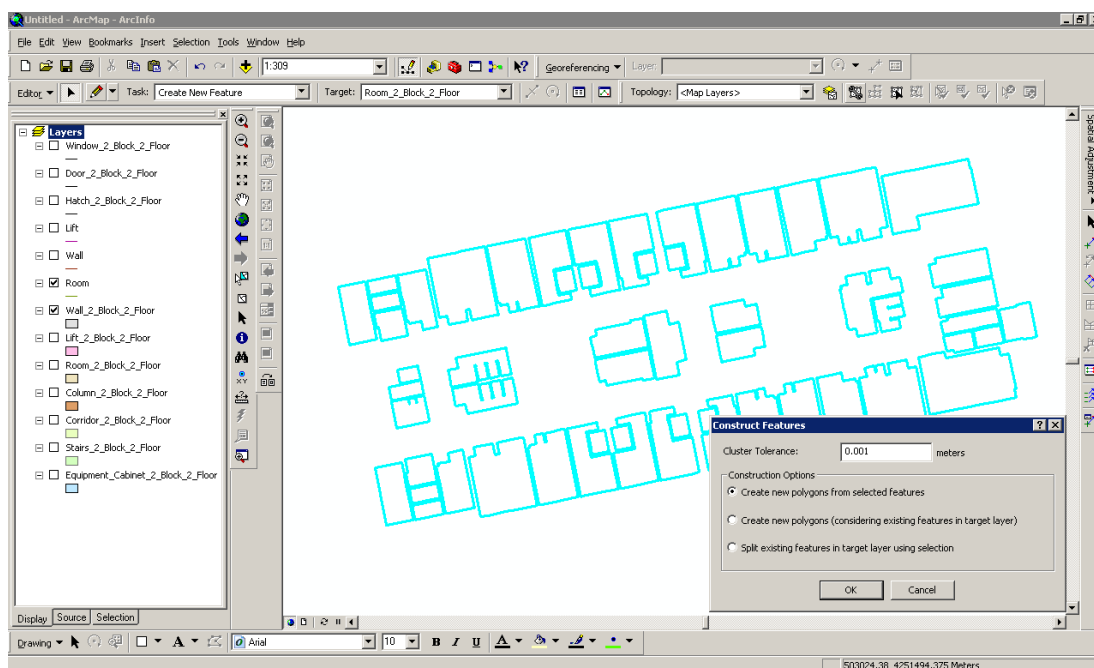 Untitled - ArcMap - ArcInfo
File Edit View Bookmarks Insert Selection Tools Window Help
1:309
Georeferencing
Layer:
Editor
Task: Create New Feature
Target: Room_2_Block_2_Floor
Topology: <Map Layers>
Layers
Window_2_Block_2_Floor
Door_2_Block_2_Floor
Hatch_2_Block_2_Floor
Lift
Wall
Room
Wall_2_Block_2_Floor
Lift_2_Block_2_Floor
Room_2_Block_2_Floor
Column_2_Block_2_Floor
Corridor_2_Block_2_Floor
Stairs_2_Block_2_Floor
Equipment_Cabinet_2_Block_2_Floor
Spatial Adjustment
Construct Features
Cluster Tolerance: 0.001 meters
Construction Options
Create new polygons from selected features
Create new polygons (considering existing features in target layer)
Split existing features in target layer using selection
OK Cancel
Display Source Selection
Drawing
A
Arial
10
B I U A
503024.38 4251494.375 Meters